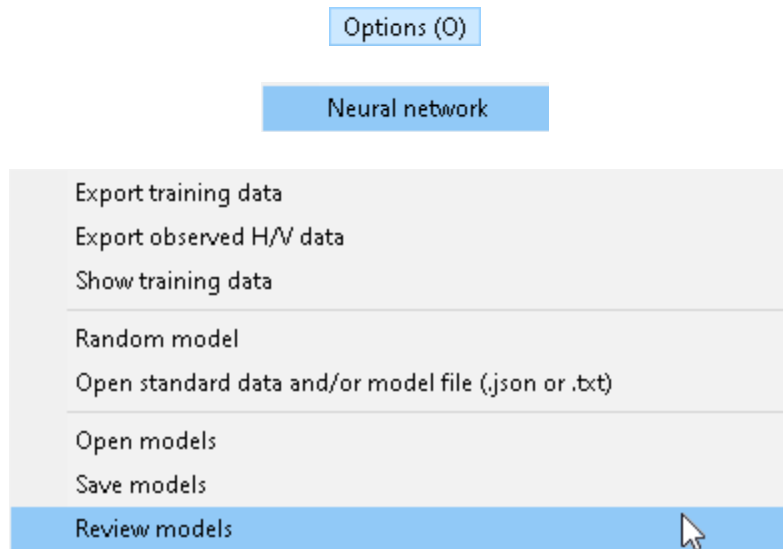 Options (O)
Neural network
Export training data
Export observed H/V data
Show training data
Random model
Open standard data and/or model file (.json or .txt)
Open models
Save models
Review models